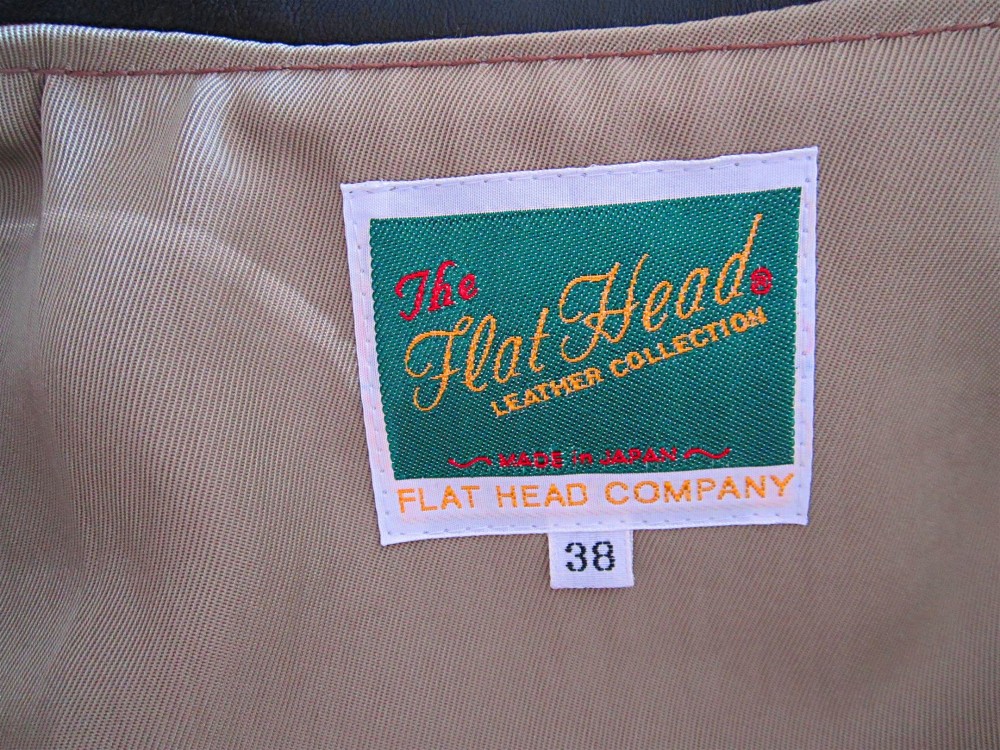 The
Flat Head®
LEATHER COLLECTION
MADE in JAPAN
FLAT HEAD COMPANY
38